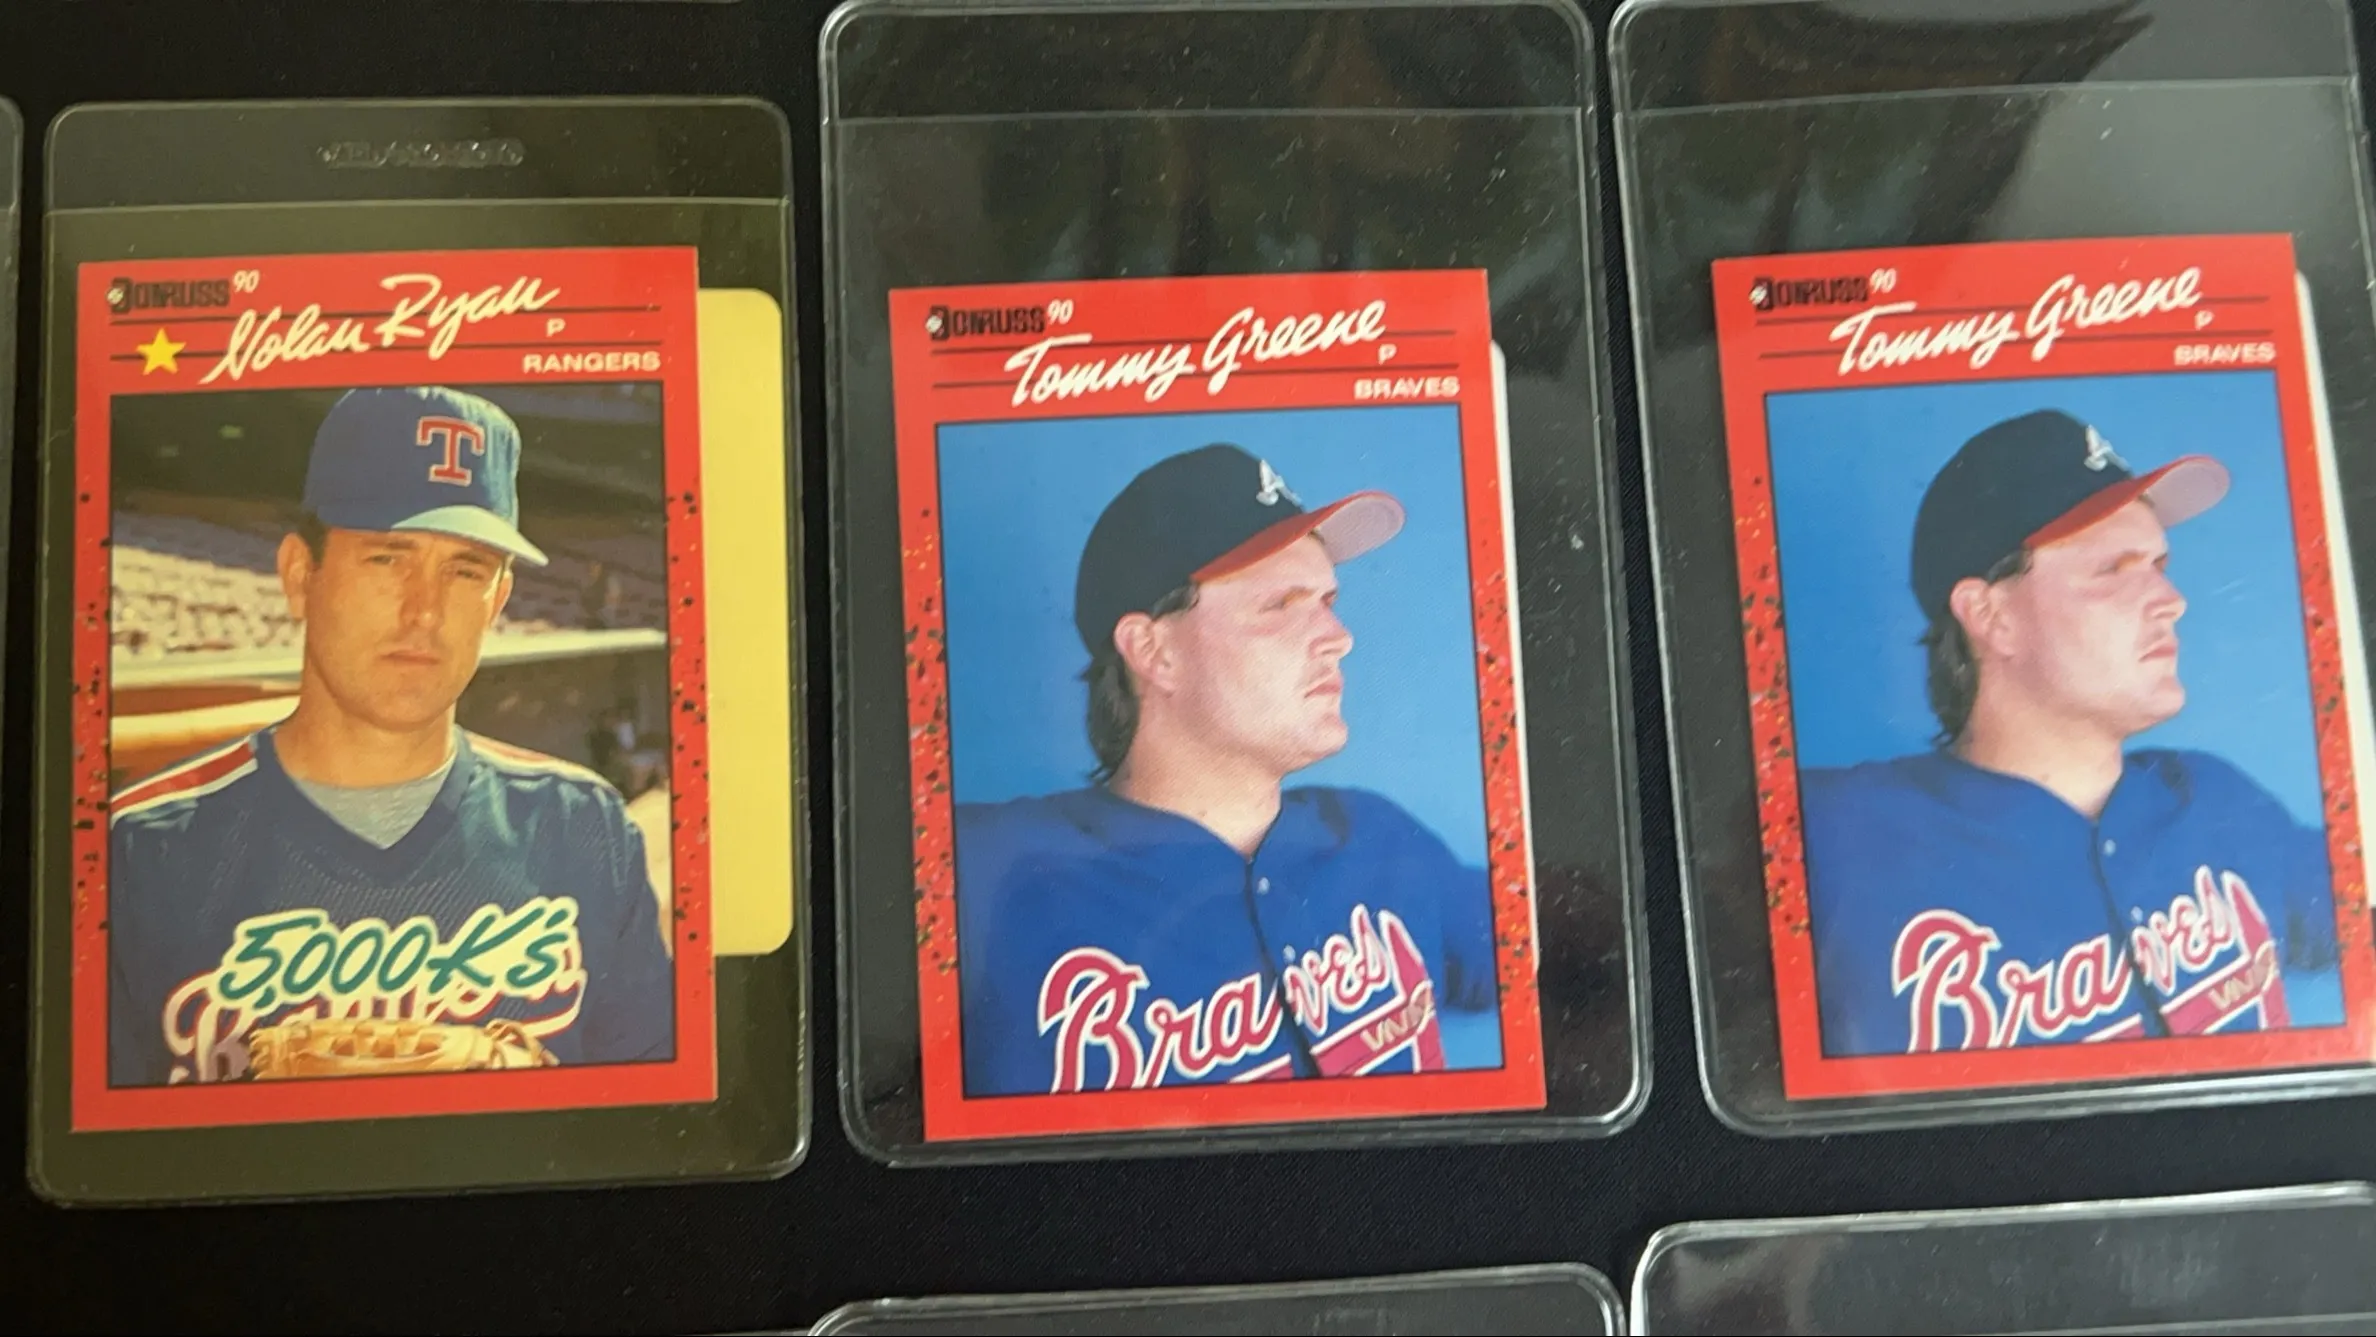 DONRUSS 90
Nolan Ryan
P
RANGERS
5,000 K's
DONRUSS 90
Tommy Greene
P
BRAVES
A
Braves
DONRUSS 90
Tommy Greene
P
BRAVES
A
Braves
T